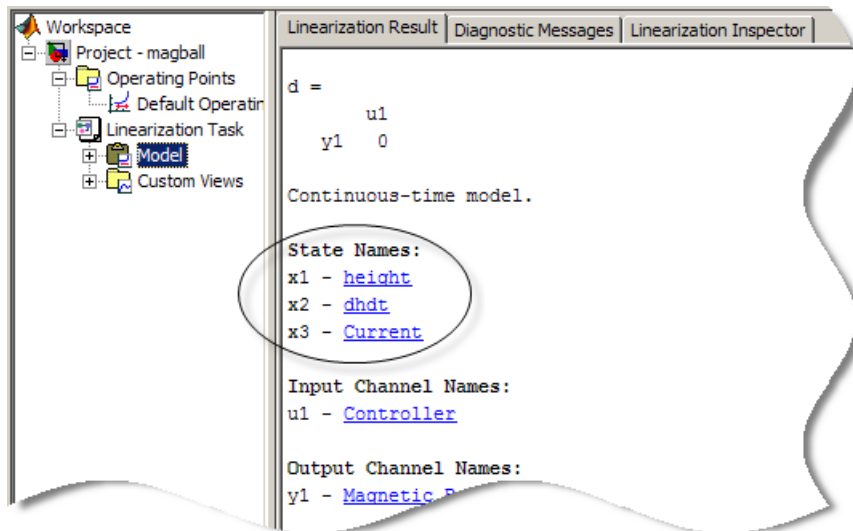 Workspace
Project - magball
Operating Points
Default Operatin
Linearization Task
Model
Custom Views
Linearization Result Diagnostic Messages Linearization Inspector
d =
u1
y1 0
Continuous-time model.
State Names:
x1 - height
x2 - dhdt
x3 - Current
Input Channel Names:
u1 - Controller
Output Channel Names:
y1 - Magnetic